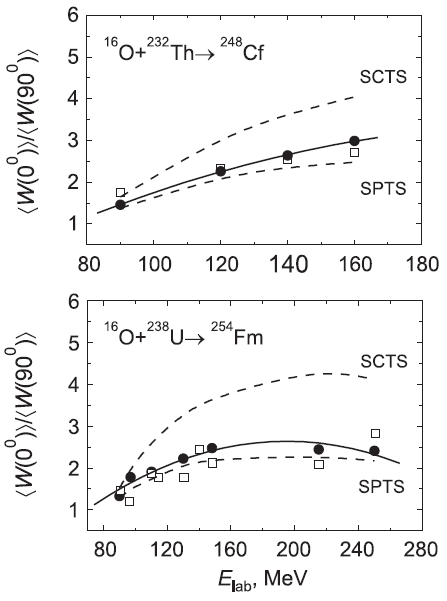 ⟨W(0⁰)⟩/⟨W(90⁰)⟩
6
5
4
3
2
1
¹⁶O+²³²Th→ ²⁴⁸Cf
SCTS
SPTS
80 100 120 140 160 180
⟨W(0⁰)⟩/⟨W(90⁰)⟩
6
5
4
3
2
1
¹⁶O+²³⁸U→ ²⁵⁴Fm
SCTS
SPTS
80 120 160 200 240 280
E_lab, MeV